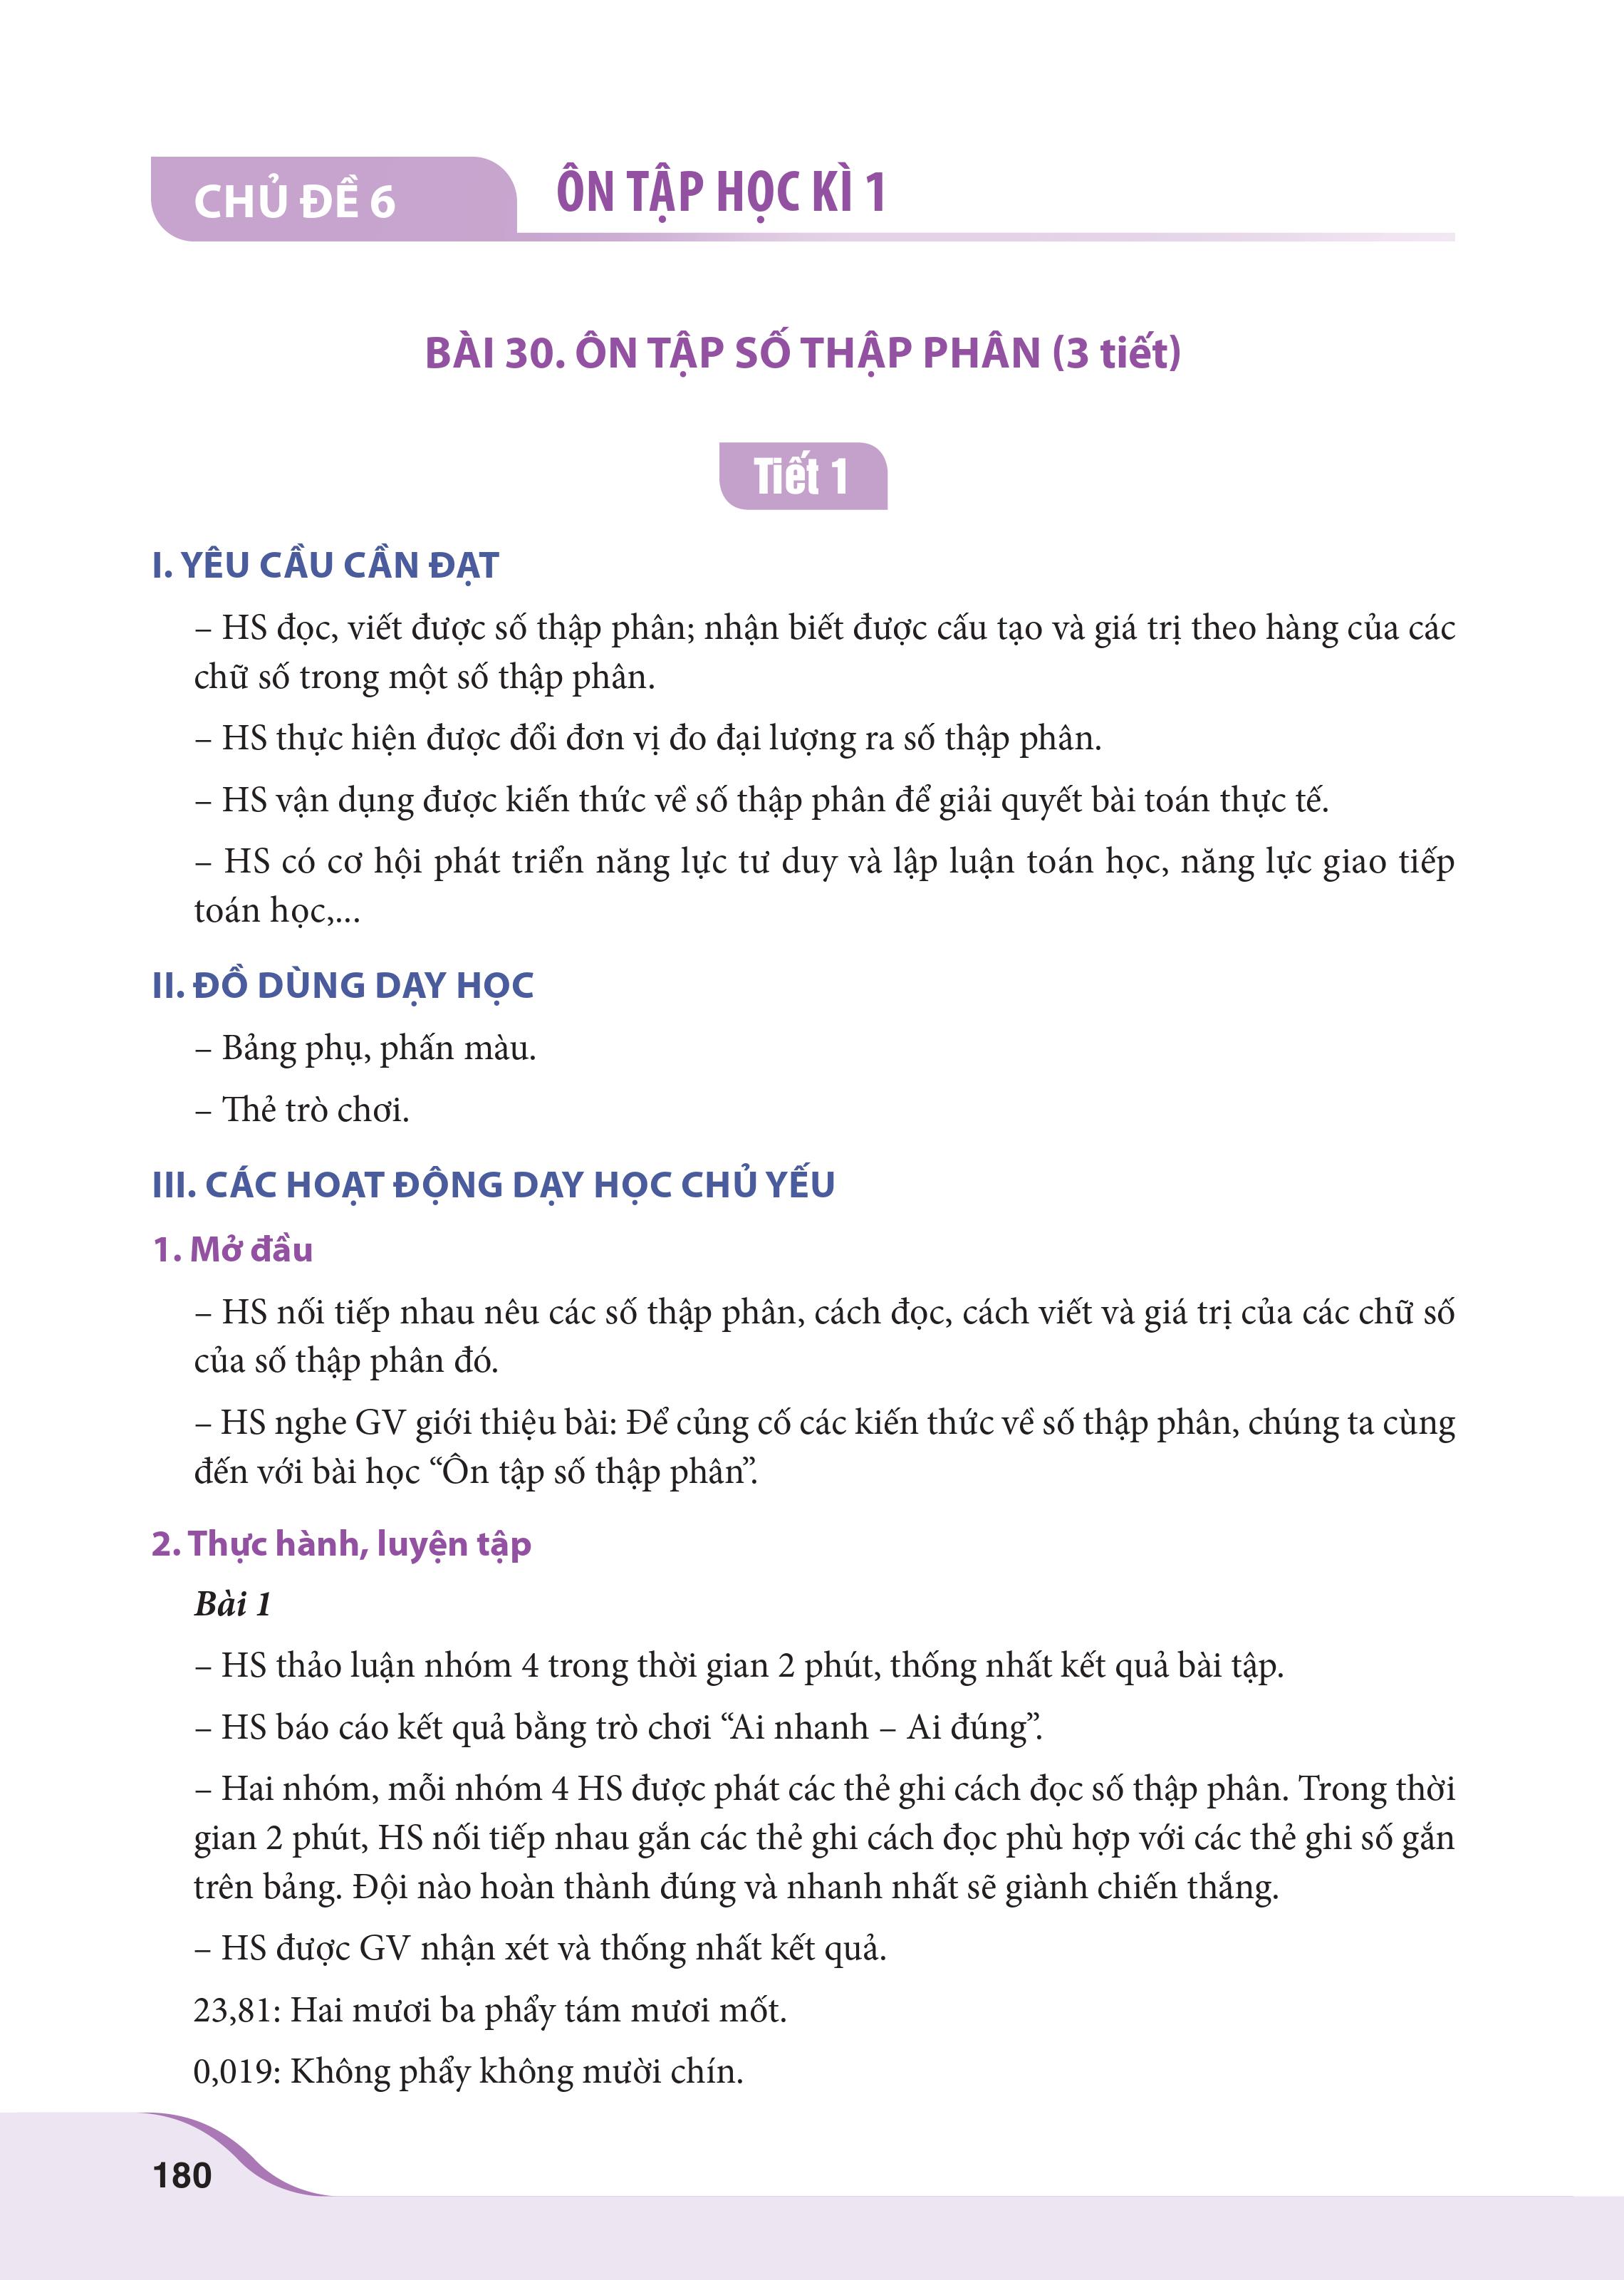 CHỦ ĐỀ 6
ÔN TẬP HỌC KÌ 1
BÀI 30. ÔN TẬP SỐ THẬP PHÂN (3 tiết)
Tiết 1
I. YÊU CẦU CẦN ĐẠT
– HS đọc, viết được số thập phân; nhận biết được cấu tạo và giá trị theo hàng của các
chữ số trong một số thập phân.
– HS thực hiện được đổi đơn vị đo đại lượng ra số thập phân.
– HS vận dụng được kiến thức về số thập phân để giải quyết bài toán thực tế.
– HS có cơ hội phát triển năng lực tư duy và lập luận toán học, năng lực giao tiếp
toán học,...
II. ĐỒ DÙNG DẠY HỌC
– Bảng phụ, phấn màu.
– Thẻ trò chơi.
III. CÁC HOẠT ĐỘNG DẠY HỌC CHỦ YẾU
1. Mở đầu
– HS nối tiếp nhau nêu các số thập phân, cách đọc, cách viết và giá trị của các chữ số
của số thập phân đó.
– HS nghe GV giới thiệu bài: Để củng cố các kiến thức về số thập phân, chúng ta cùng
đến với bài học “Ôn tập số thập phân”.
2. Thực hành, luyện tập
Bài 1
– HS thảo luận nhóm 4 trong thời gian 2 phút, thống nhất kết quả bài tập.
– HS báo cáo kết quả bằng trò chơi “Ai nhanh – Ai đúng”.
– Hai nhóm, mỗi nhóm 4 HS được phát các thẻ ghi cách đọc số thập phân. Trong thời
gian 2 phút, HS nối tiếp nhau gắn các thẻ ghi cách đọc phù hợp với các thẻ ghi số gắn
trên bảng. Đội nào hoàn thành đúng và nhanh nhất sẽ giành chiến thắng.
– HS được GV nhận xét và thống nhất kết quả.
23,81: Hai mươi ba phẩy tám mươi mốt.
0,019: Không phẩy không mười chín.
180